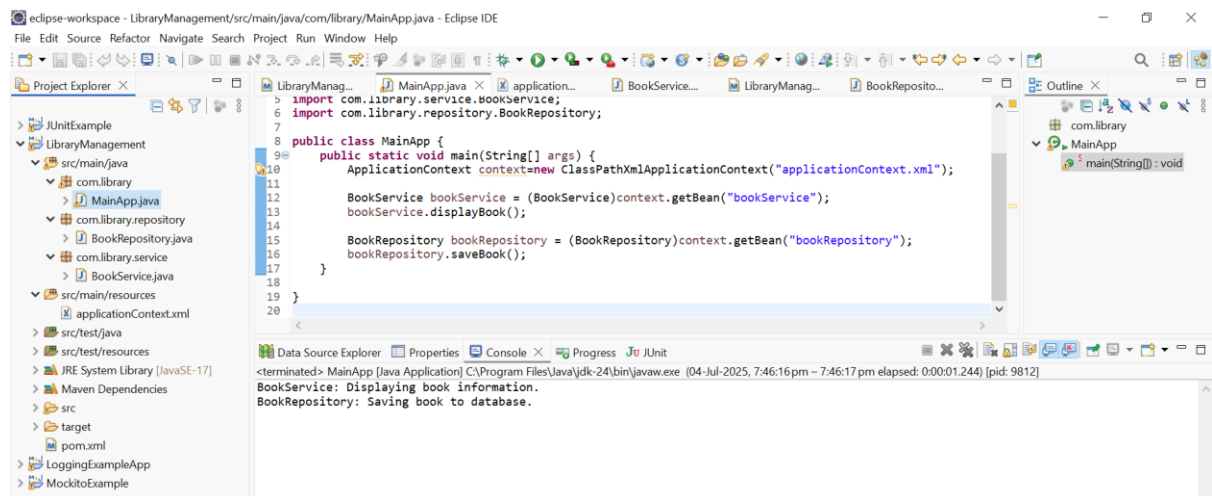 eclipse-workspace - LibraryManagement/src/main/java/com/library/MainApp.java - Eclipse IDE
File Edit Source Refactor Navigate Search Project Run Window Help
Project Explorer
JUnitExample
LibraryManagement
src/main/java
com.library
MainApp.java
com.library.repository
BookRepository.java
com.library.service
BookService.java
src/main/resources
applicationContext.xml
src/test/java
src/test/resources
JRE System Library [JavaSE-17]
Maven Dependencies
src
target
pom.xml
LoggingExampleApp
MockitoExample
LibraryManag... MainApp.java application... BookService.... LibraryManag... BookReposito...
5 import com.library.service.BookService;
6 import com.library.repository.BookRepository;
7
8 public class MainApp {
9 public static void main(String[] args) {
10 ApplicationContext context=new ClassPathXmlApplicationContext("applicationContext.xml");
11
12 BookService bookService = (BookService)context.getBean("bookService");
13 bookService.displayBook();
14
15 BookRepository bookRepository = (BookRepository)context.getBean("bookRepository");
16 bookRepository.saveBook();
17 }
18
19 }
20
Outline
com.library
MainApp
main(String[]) : void
Data Source Explorer Properties Console Progress JUnit
<terminated> MainApp [Java Application] C:\Program Files\Java\jdk-24\bin\javaw.exe (04-Jul-2025, 7:46:16 pm – 7:46:17 pm elapsed: 0:00:01.244) [pid: 9812]
BookService: Displaying book information.
BookRepository: Saving book to database.